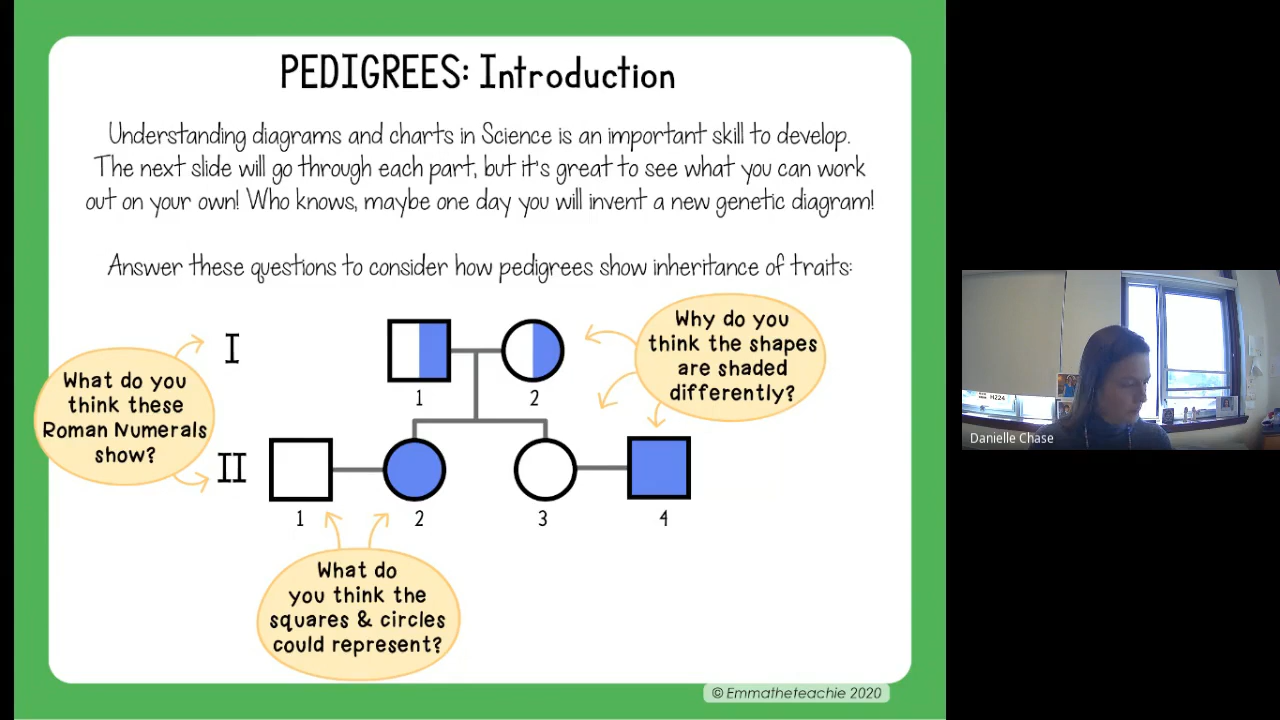 PEDIGREES: Introduction
Understanding diagrams and charts in Science is an important skill to develop.
The next slide will go through each part, but it's great to see what you can work
out on your own! Who knows, maybe one day you will invent a new genetic diagram!
Answer these questions to consider how pedigrees show inheritance of traits:
I
1
2
Why do you
think the shapes
are shaded
differently?
What do you
think these
Roman Numerals
show?
II
1
2
3
4
What do
you think the
squares & circles
could represent?
© Emmatheteachie 2020
H224
Danielle Chase